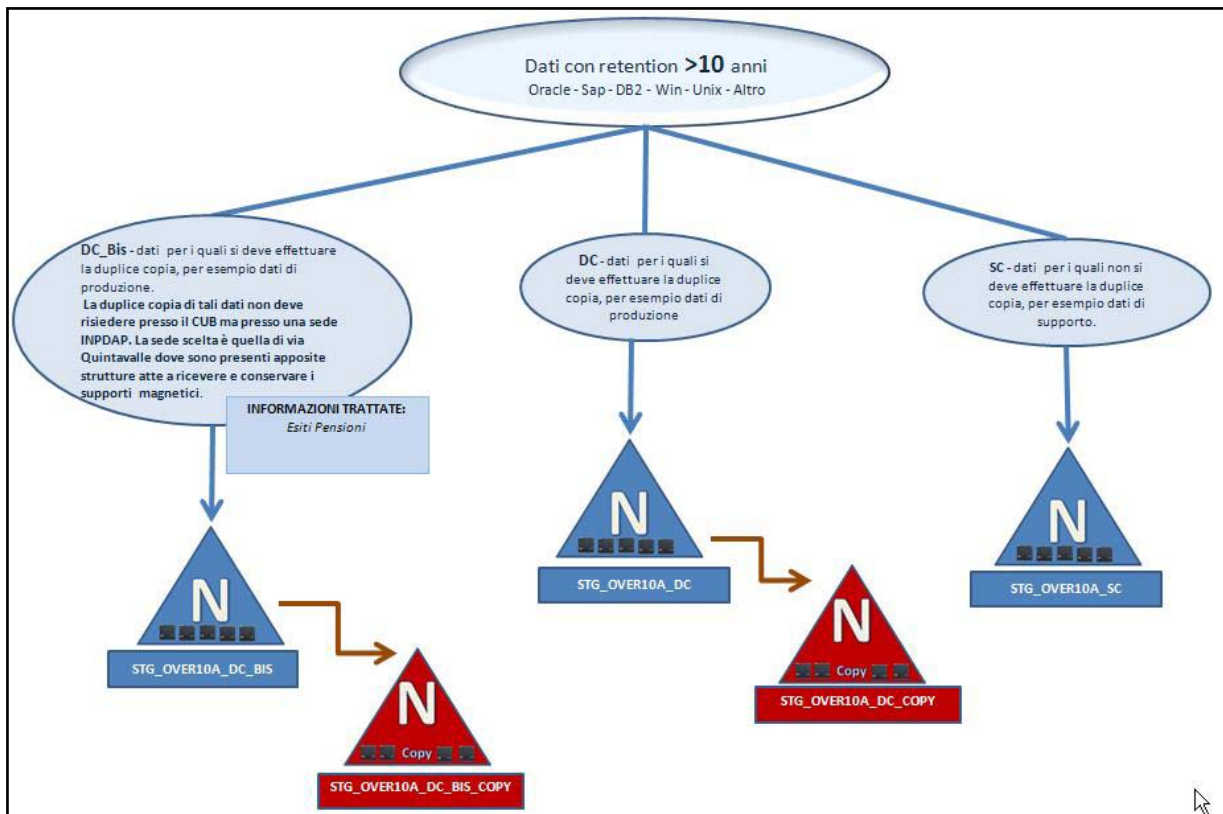 Dati con retention >10 anni
Oracle - Sap - DB2 - Win - Unix - Altro
DC_Bis - dati per i quali si deve effettuare
la duplice copia, per esempio dati di
produzione.
La duplice copia di tali dati non deve
risiedere presso il CUB ma presso una sede
INPDAP. La sede scelta è quella di via
Quintavalle dove sono presenti apposite
strutture atte a ricevere e conservare i
supporti magnetici.
INFORMAZIONI TRATTATE:
Esiti Pensioni
DC - dati per i quali si
deve effettuare la duplice
copia, per esempio dati di
produzione
SC - dati per i quali non si
deve effettuare la duplice
copia, per esempio dati di
supporto.
N
STG_OVER10A_DC_BIS
N
Copy
STG_OVER10A_DC_BIS_COPY
N
STG_OVER10A_DC
N
Copy
STG_OVER10A_DC_COPY
N
STG_OVER10A_SC